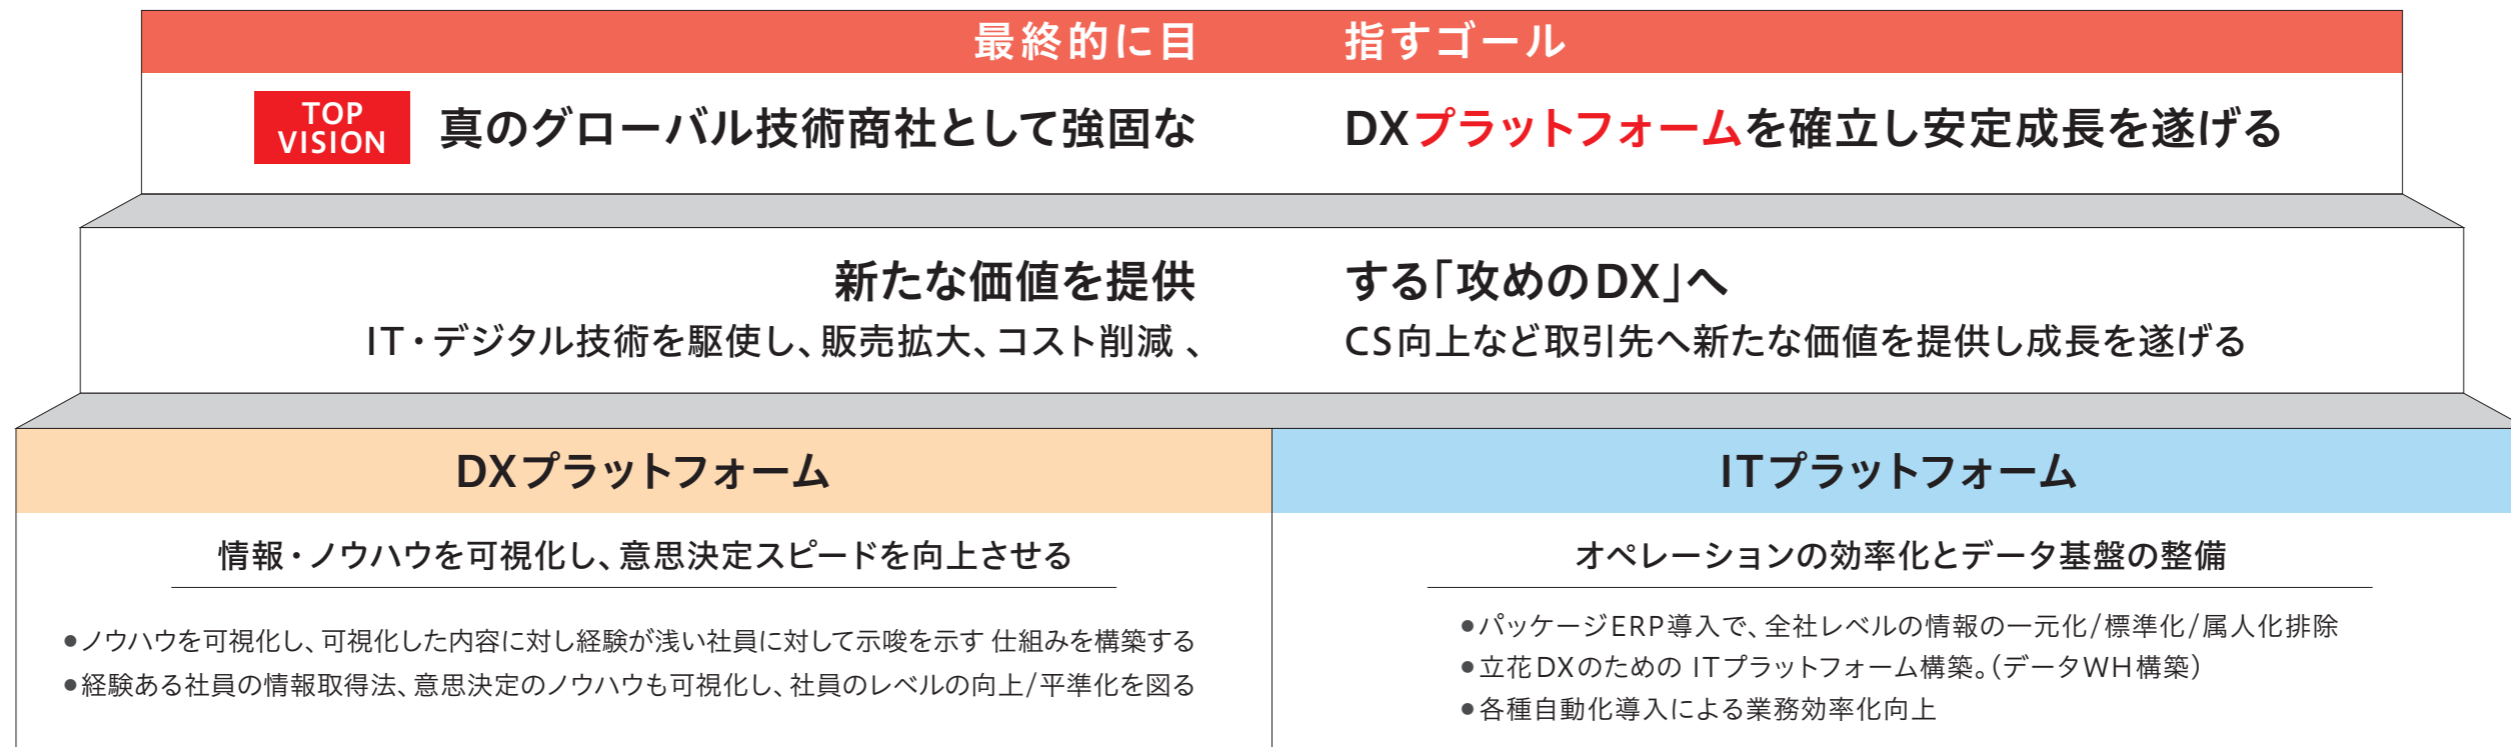 最終的に目指すゴール
TOP
VISION
真のグローバル技術商社として強固なDXプラットフォームを確立し安定成長を遂げる
新たな価値を提供する「攻めのDX」へ
IT・デジタル技術を駆使し、販売拡大、コスト削減 、CS向上など取引先へ新たな価値を提供し成長を遂げる
DXプラットフォーム
情報・ノウハウを可視化し、意思決定スピードを向上させる
●ノウハウを可視化し、可視化した内容に対し経験が浅い社員に対して示唆を示す 仕組みを構築する
●経験ある社員の情報取得法、意思決定のノウハウも可視化し、社員のレベルの向上/平準化を図る
ITプラットフォーム
オペレーションの効率化とデータ基盤の整備
●パッケージERP導入で、全社レベルの情報の一元化/標準化/属人化排除
●立花DXのための ITプラットフォーム構築。(データWH構築)
●各種自動化導入による業務効率化向上